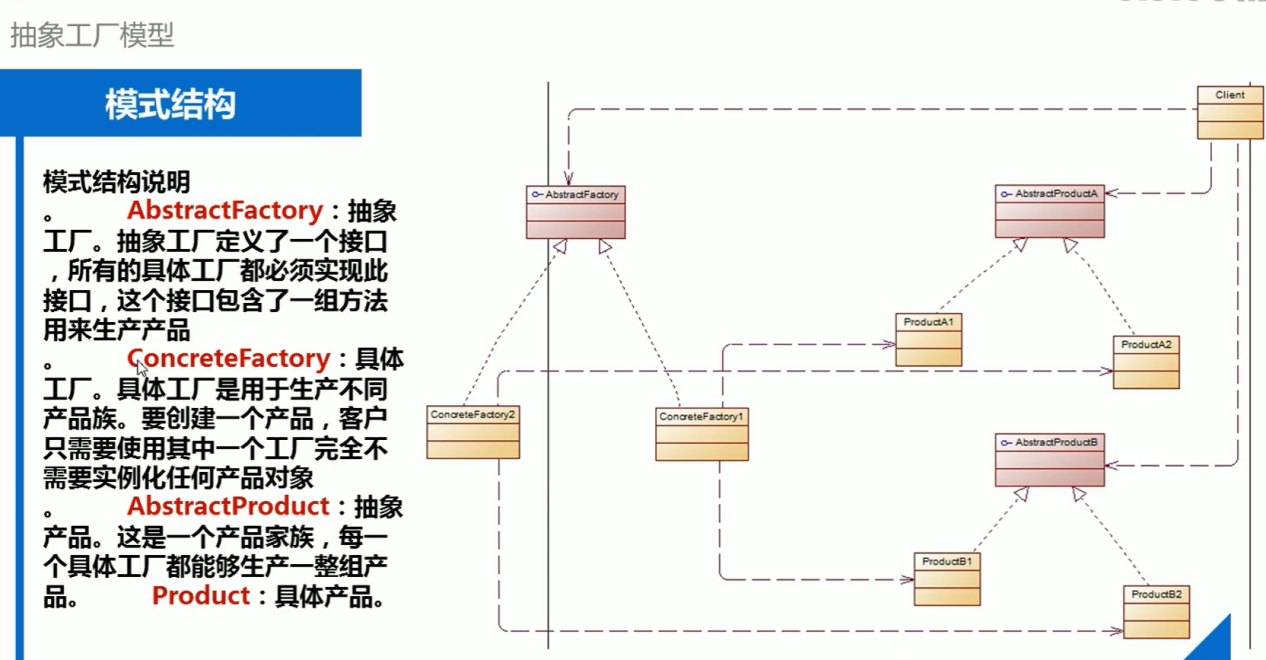 抽象工厂模型
模式结构
模式结构说明
。 AbstractFactory：抽象
工厂。抽象工厂定义了一个接口
，所有的具体工厂都必须实现此
接口，这个接口包含了一组方法
用来生产产品
。 ConcreteFactory：具体
工厂。具体工厂是用于生产不同
产品族。要创建一个产品，客户
只需要使用其中一个工厂完全不
需要实例化任何产品对象
。 AbstractProduct：抽象
产品。这是一个产品家族，每一
个具体工厂都能够生产一整组产
品。 Product：具体产品。
Client
AbstractFactory
AbstractProductA
ProductA1
ProductA2
ConcreteFactory2
ConcreteFactory1
AbstractProductB
ProductB1
ProductB2